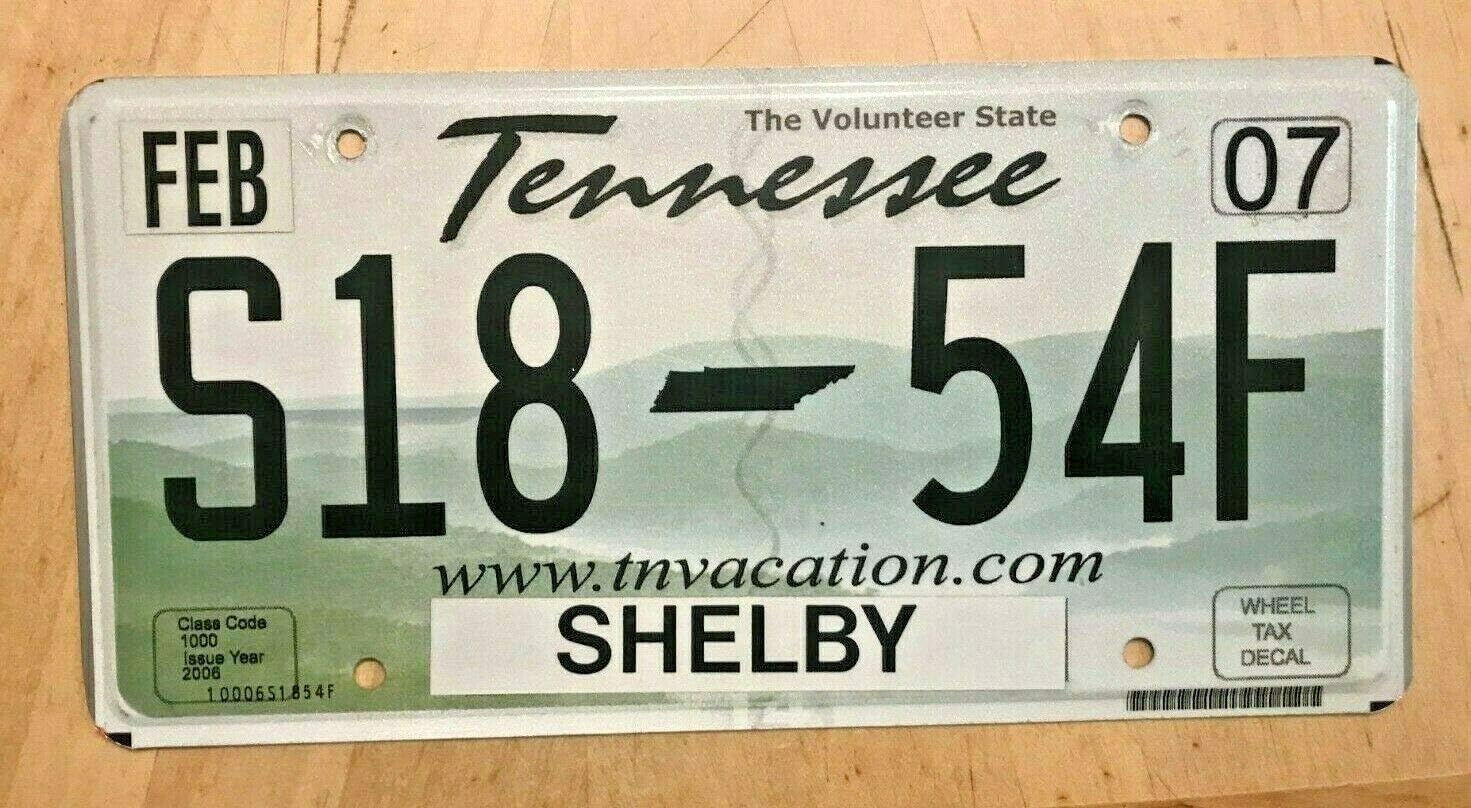 FEB
The Volunteer State
07
Tennessee
S18-54F
www.tnvacation.com
SHELBY
Class Code
1000
Issue Year
2006
10006S1854F
WHEEL
TAX
DECAL